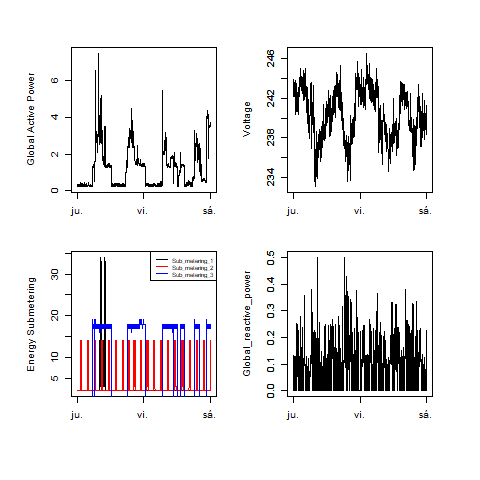 Global Active Power
6
4
2
0
ju. vi. sá.
Voltage
246
242
238
234
ju. vi. sá.
Energy Submetering
30
20
10
5
ju. vi. sá.
Sub_metering_1
Sub_metering_2
Sub_metering_3
Global_reactive_power
0.5
0.4
0.3
0.2
0.1
0.0
ju. vi. sá.